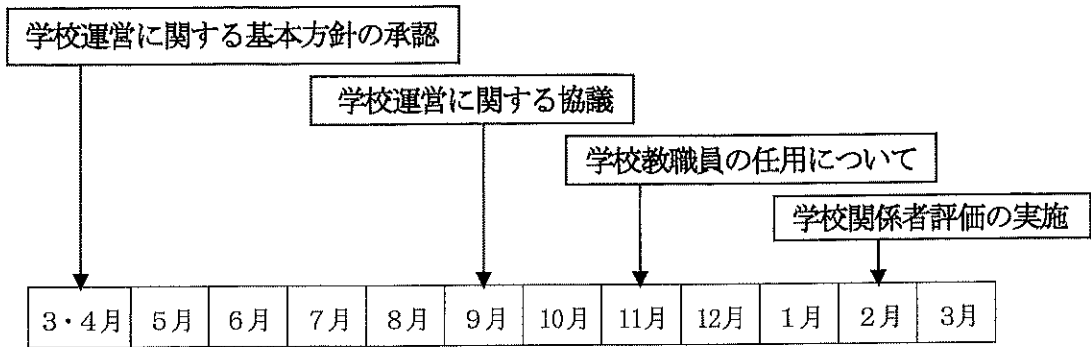 学校運営に関する基本方針の承認
学校運営に関する協議
学校教職員の任用について
学校関係者評価の実施
3・4月 5月 6月 7月 8月 9月 10月 11月 12月 1月 2月 3月